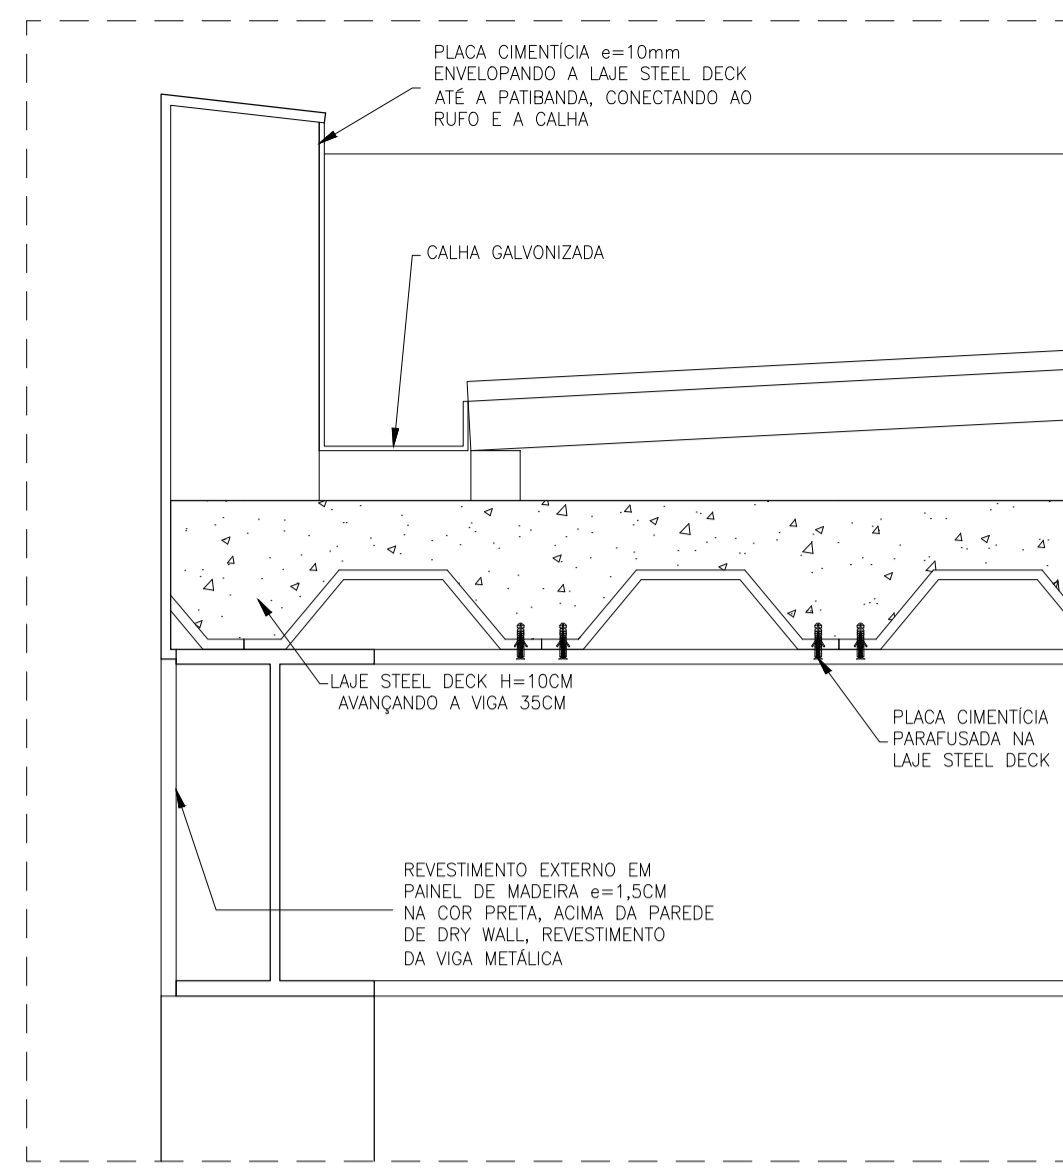 PLACA CIMENTÍCIA e=10mm
ENVELOPANDO A LAJE STEEL DECK
ATÉ A PATIBANDA, CONECTANDO AO
RUFO E A CALHA
CALHA GALVONIZADA
LAJE STEEL DECK H=10CM
AVANÇANDO A VIGA 35CM
PLACA CIMENTÍCIA
PARAFUSADA NA
LAJE STEEL DECK
REVESTIMENTO EXTERNO EM
PAINEL DE MADEIRA e=1,5CM
NA COR PRETA, ACIMA DA PAREDE
DE DRY WALL, REVESTIMENTO
DA VIGA METÁLICA